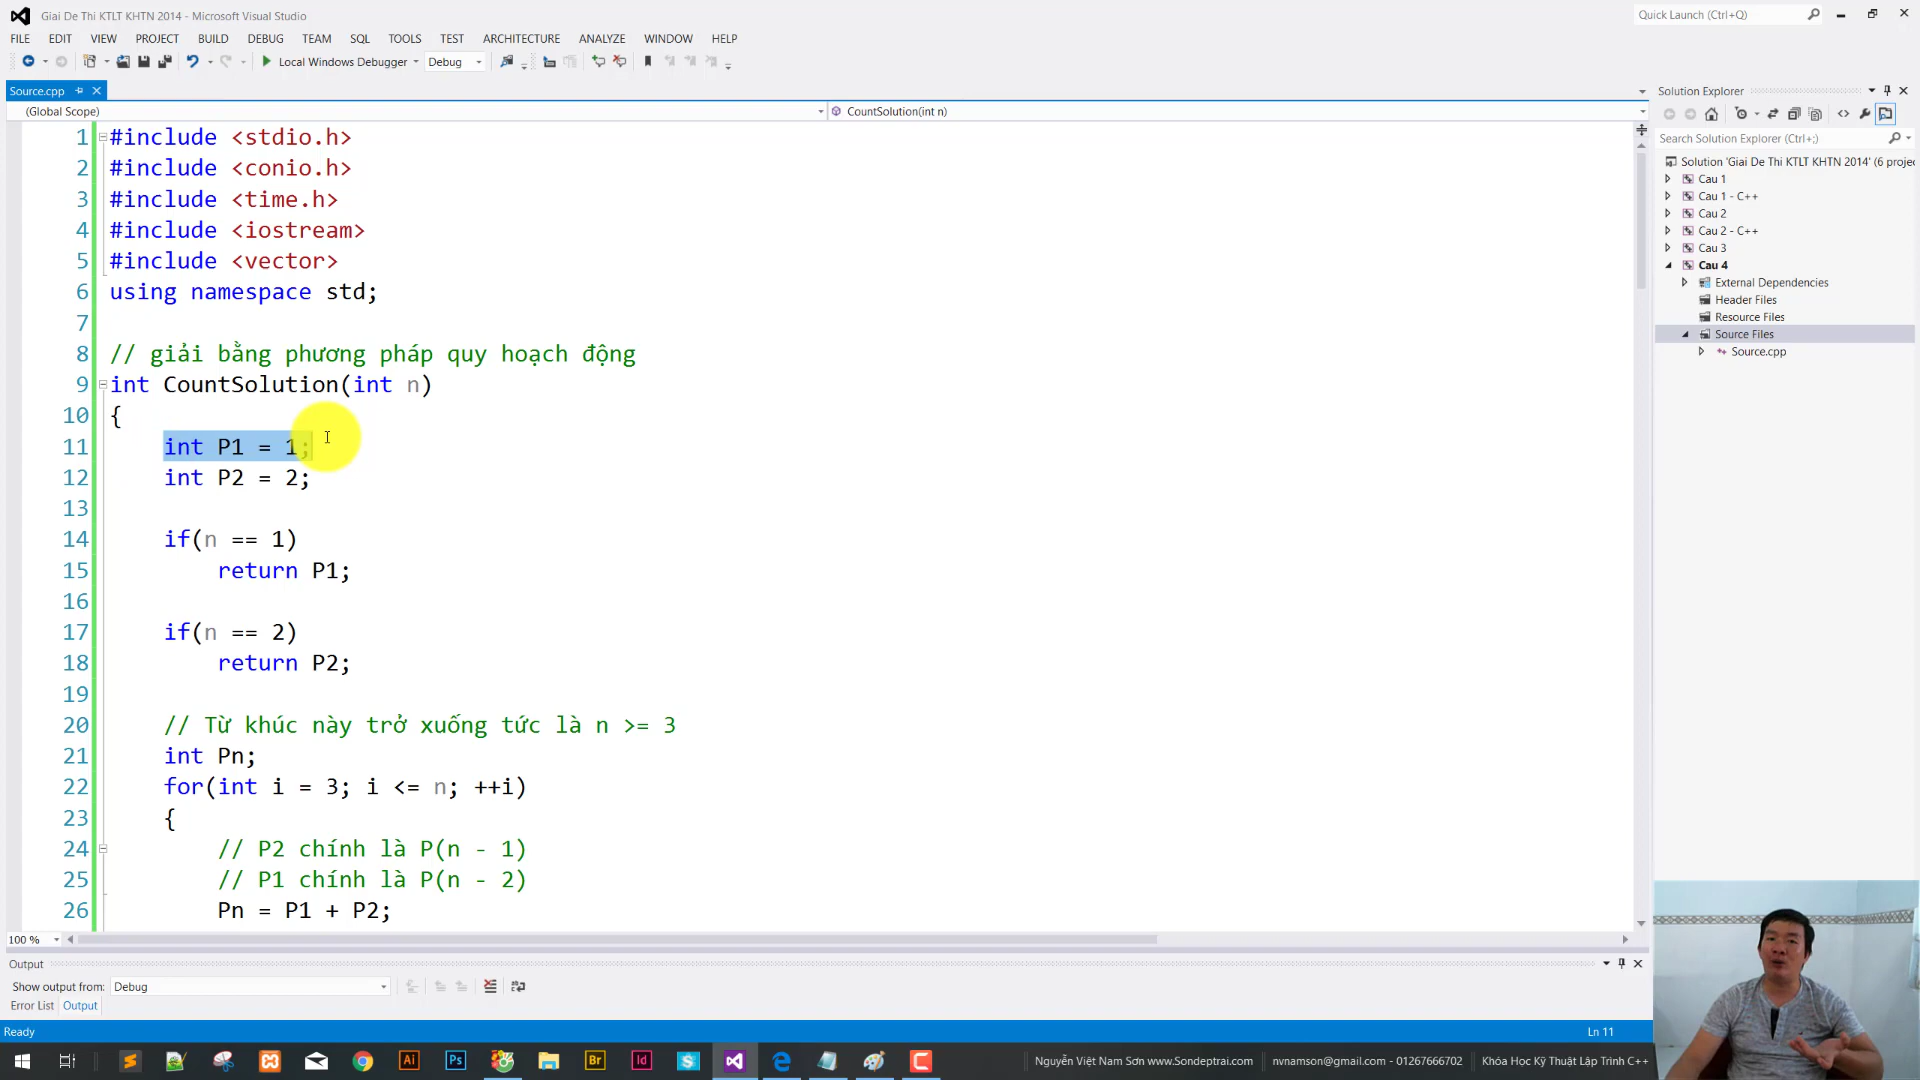 Giai De Thi KTLT KHTN 2014 - Microsoft Visual Studio
Quick Launch (Ctrl+Q)
FILE EDIT VIEW PROJECT BUILD DEBUG TEAM SQL TOOLS TEST ARCHITECTURE ANALYZE WINDOW HELP
Local Windows Debugger Debug
Source.cpp
Solution Explorer
(Global Scope) CountSolution(int n)
Search Solution Explorer (Ctrl+;)
Solution 'Giai De Thi KTLT KHTN 2014' (6 projec
Cau 1
Cau 1 - C++
Cau 2
Cau 2 - C++
Cau 3
Cau 4
External Dependencies
Header Files
Resource Files
Source Files
Source.cpp
1 #include <stdio.h>
2 #include <conio.h>
3 #include <time.h>
4 #include <iostream>
5 #include <vector>
6 using namespace std;
7
8 // giải bằng phương pháp quy hoạch động
9 int CountSolution(int n)
10 {
11 int P1 = 1;
12 int P2 = 2;
13
14 if(n == 1)
15 return P1;
16
17 if(n == 2)
18 return P2;
19
20 // Từ khúc này trở xuống tức là n >= 3
21 int Pn;
22 for(int i = 3; i <= n; ++i)
23 {
24 // P2 chính là P(n - 1)
25 // P1 chính là P(n - 2)
26 Pn = P1 + P2;
100 %
Output
Show output from: Debug
Error List Output
Ready Ln 11
Ai Ps Br Id
Nguyễn Việt Nam Sơn www.Sondeptrai.com nvnamson@gmail.com - 01267666702 Khóa Học Kỹ Thuật Lập Trình C++